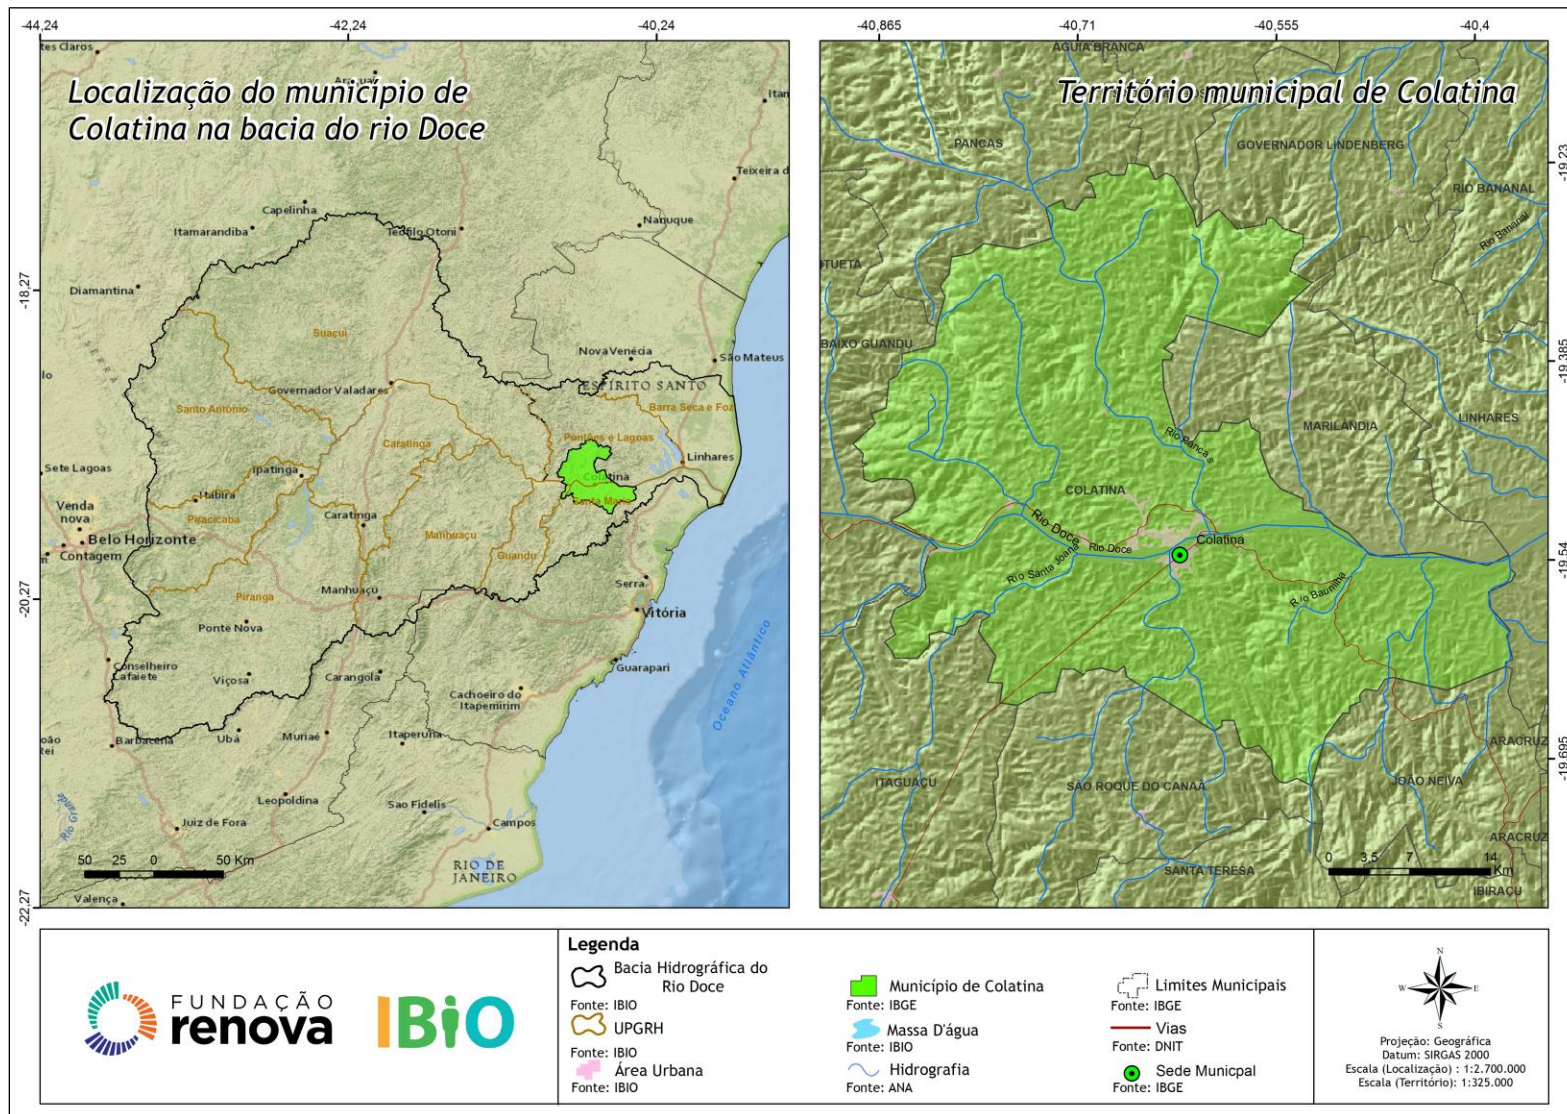 -44,24
-42,24
-40,24
-18,27
-20,27
-22,27
Localização do município de
Colatina na bacia do rio Doce
tes Claros
Itamarandiba
Capelinha
Teófilo Otoni
Nanuque
Teixeira d
Diamantina
Suaçuí
Nova Venécia
São Mateus
ESPÍRITO SANTO
Governador Valadares
Santo Antônio
Barra Seca e Foz
Caratinga
Pontões e Lagoas
Sete Lagoas
Ipatinga
Linhares
Colatina
Itabira
Santa Maria
Venda
nova
Piracicaba
Caratinga
Manhuaçu
Belo Horizonte
Contagem
Guandu
Serra
Piranga
Manhuaçu
Vitória
Ponte Nova
Conselheiro
Lafaiete
Viçosa
Carangola
Guarapari
Cachoeiro do
Itapemirim
Oceano Atlântico
Barbacena
Ubá
Muriaé
Itaperuna
Leopoldina
Sao Fidelis
Rio Grande
Juiz de Fora
Campos
RIO DE
JANEIRO
Valença
50 25 0 50 Km
-40,865
-40,71
-40,555
-40,4
-19,23
-19,385
-19,54
-19,695
Território municipal de Colatina
AGUIA BRANCA
PANCAS
GOVERNADOR LINDENBERG
RIO BANANAL
Rio Bananal
TUETA
BAIXO GUANDU
LINHARES
MARILÂNDIA
Rio Panca s
COLATINA
Rio Doce
Rio Doce
Colatina
Rio Santa Joana
Rio Baunilha
ITAGUAÇU
SÃO ROQUE DO CANAÃ
JOÃO NEIVA
ARACRUZ
ARACRUZ
SANTA TERESA
IBIRAÇU
0 3,5 7 14
Km
FUNDAÇÃO
renova
IBiO
Legenda
Bacia Hidrográfica do
Rio Doce
Fonte: IBIO
UPGRH
Fonte: IBIO
Área Urbana
Fonte: IBIO
Município de Colatina
Fonte: IBGE
Massa D'água
Fonte: IBIO
Hidrografia
Fonte: ANA
Limites Municipais
Fonte: IBGE
Vias
Fonte: DNIT
Sede Municpal
Fonte: IBGE
N
W E
S
Projeção: Geográfica
Datum: SIRGAS 2000
Escala (Localização) : 1:2.700.000
Escala (Território): 1:325.000